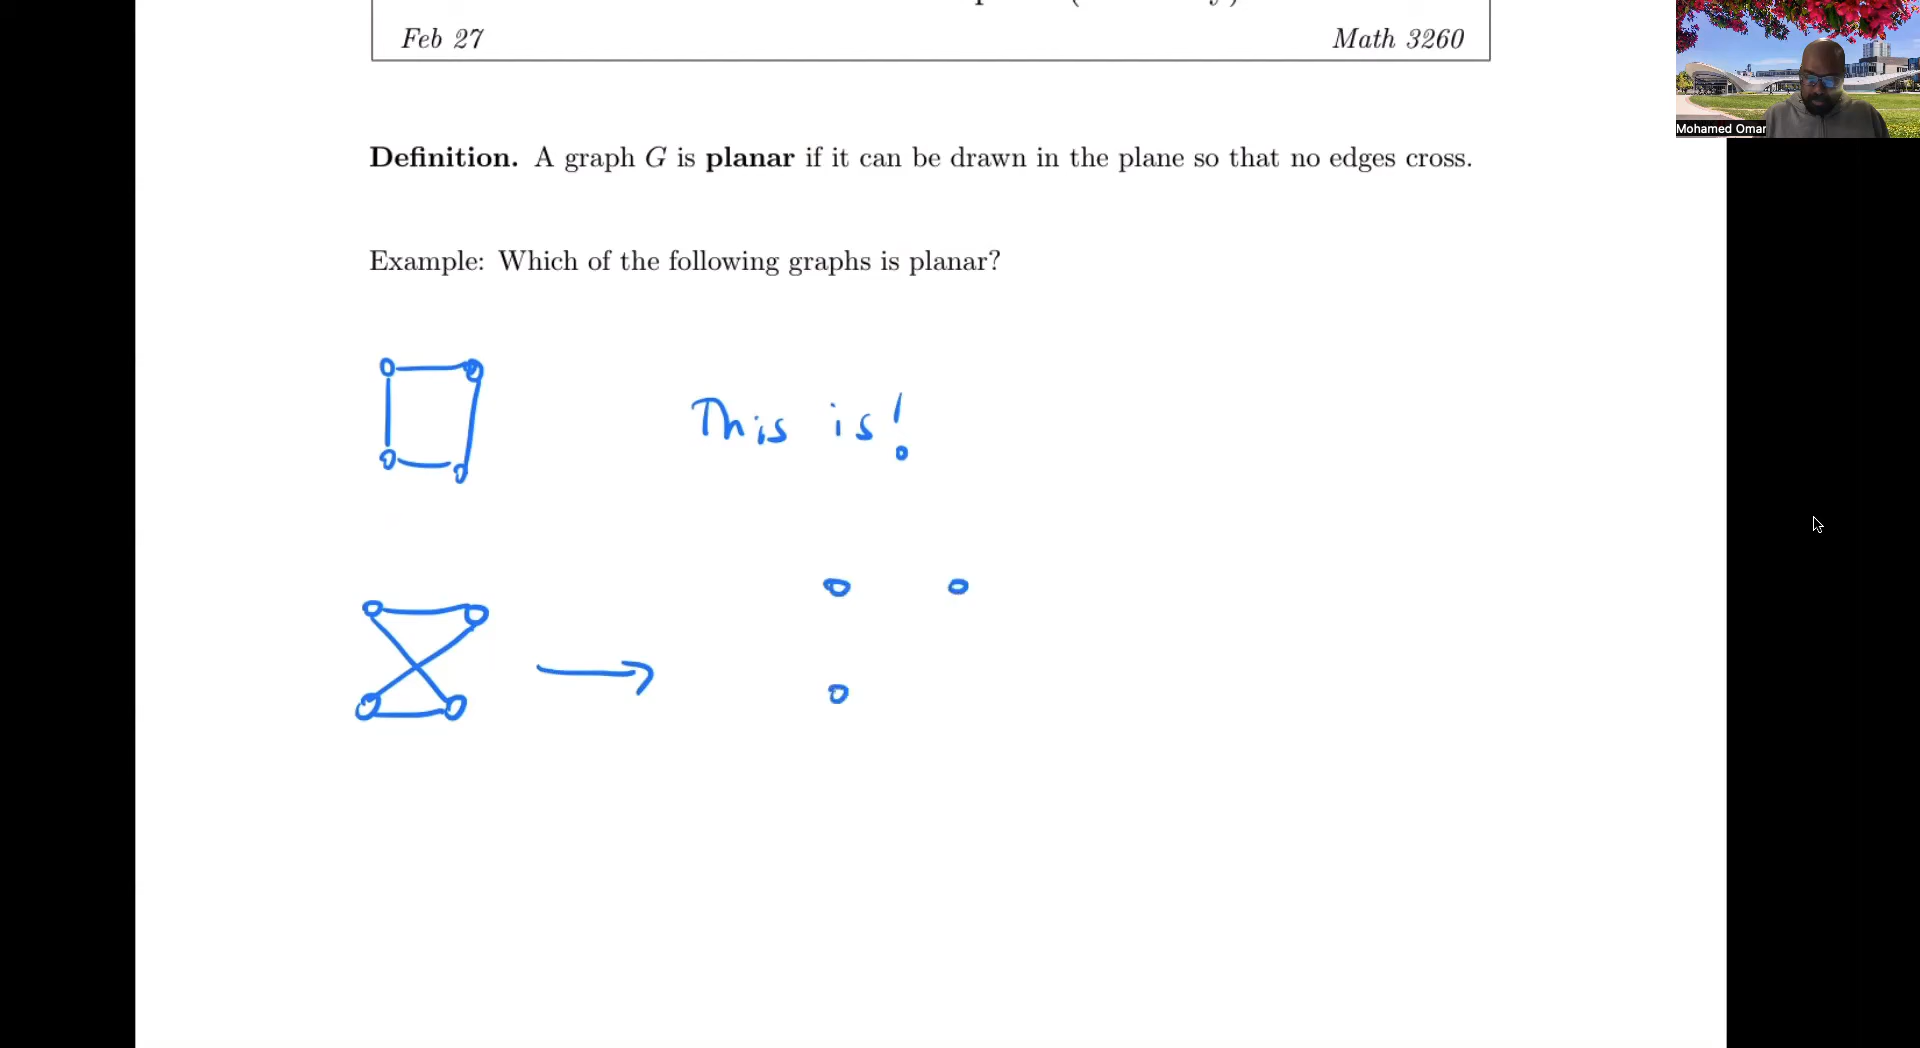 Feb 27
Math 3260
Mohamed Omar
Definition. A graph G is planar if it can be drawn in the plane so that no edges cross.
Example: Which of the following graphs is planar?
This is!